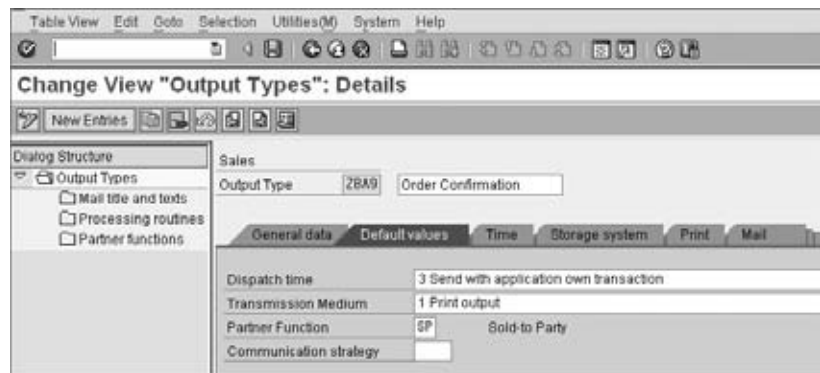 Table View Edit Goto Selection Utilities(M) System Help
Change View "Output Types": Details
New Entries
Dialog Structure
Output Types
Mail title and texts
Processing routines
Partner functions
Sales
Output Type ZBA9 Order Confirmation
General data Default values Time Storage system Print Mail
Dispatch time 3 Send with application own transaction
Transmission Medium 1 Print output
Partner Function SP Sold-to Party
Communication strategy